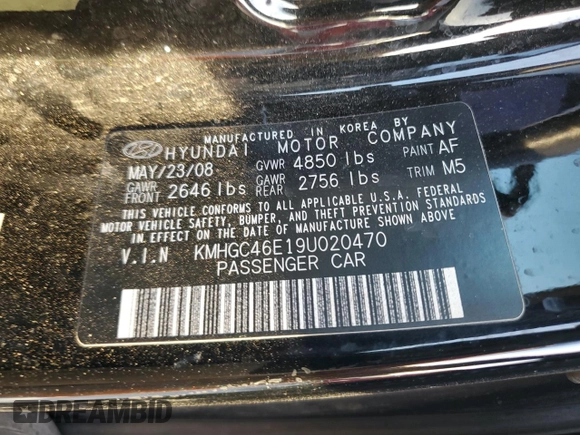 MANUFACTURED IN KOREA BY
HYUNDAI MOTOR COMPANY
MAY/23/08 GVWR 4850 lbs PAINT AF
GAWR FRONT 2646 lbs GAWR REAR 2756 lbs TRIM M5
THIS VEHICLE CONFORMS TO ALL APPLICABLE U.S.A. FEDERAL
MOTOR VEHICLE SAFETY, BUMPER, AND THEFT PREVENTION STANDARDS
IN EFFECT ON THE DATE OF MANUFACTURE SHOWN ABOVE.
V.I.N KMHGC46E19U020470
PASSENGER CAR
DREAMBID